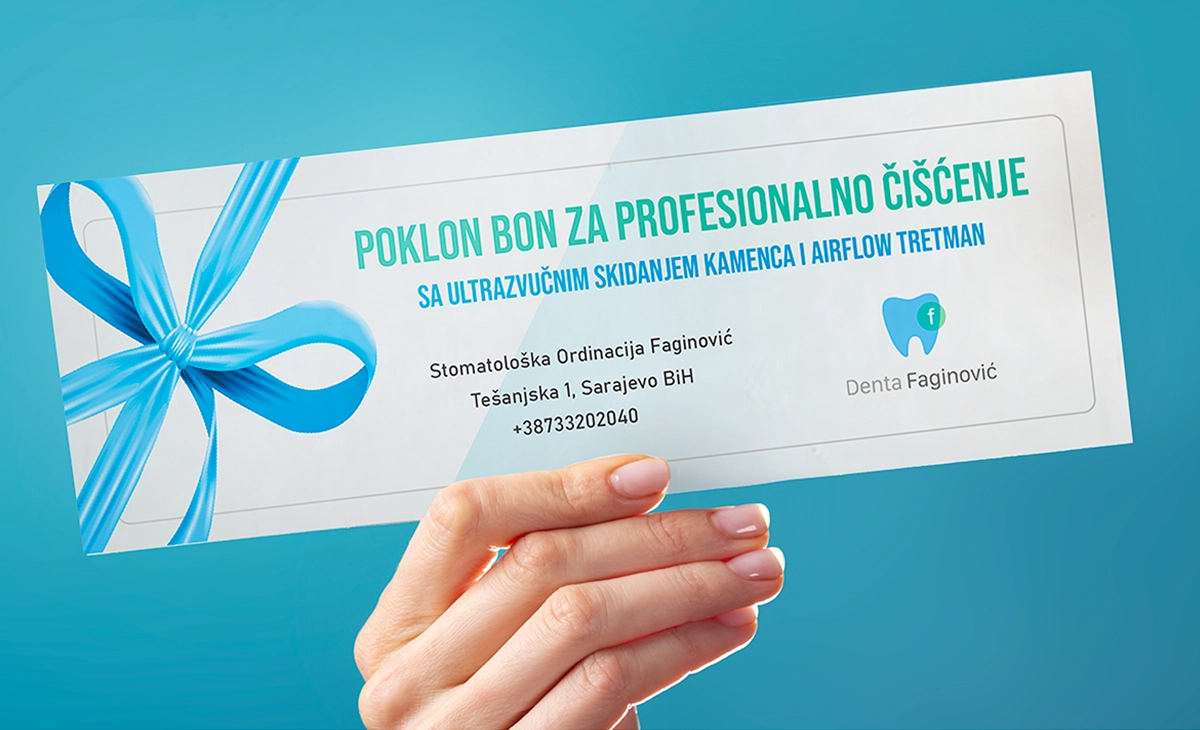 POKLON BON ZA PROFESIONALNO ČIŠĆENJE
SA ULTRAZVUČNIM SKIDANJEM KAMENCA I AIRFLOW TRETMAN
Stomatološka Ordinacija Faginović
Tešanjska 1, Sarajevo BiH
+38733202040
f
Denta Faginović